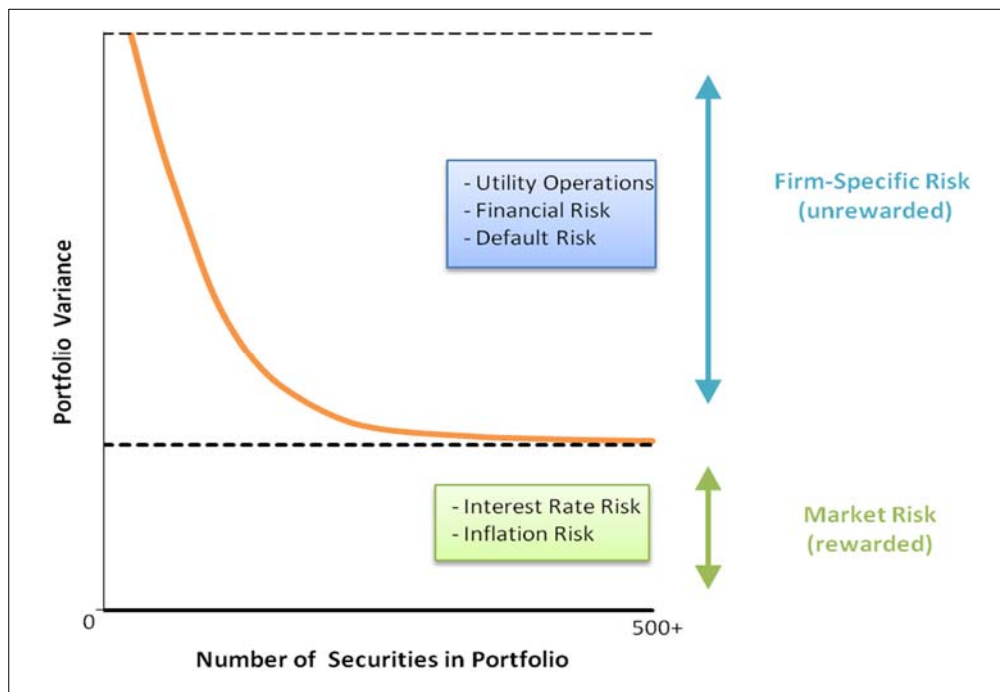 - Utility Operations
- Financial Risk
- Default Risk
Firm-Specific Risk
(unrewarded)
Portfolio Variance
- Interest Rate Risk
- Inflation Risk
Market Risk
(rewarded)
0
500+
Number of Securities in Portfolio